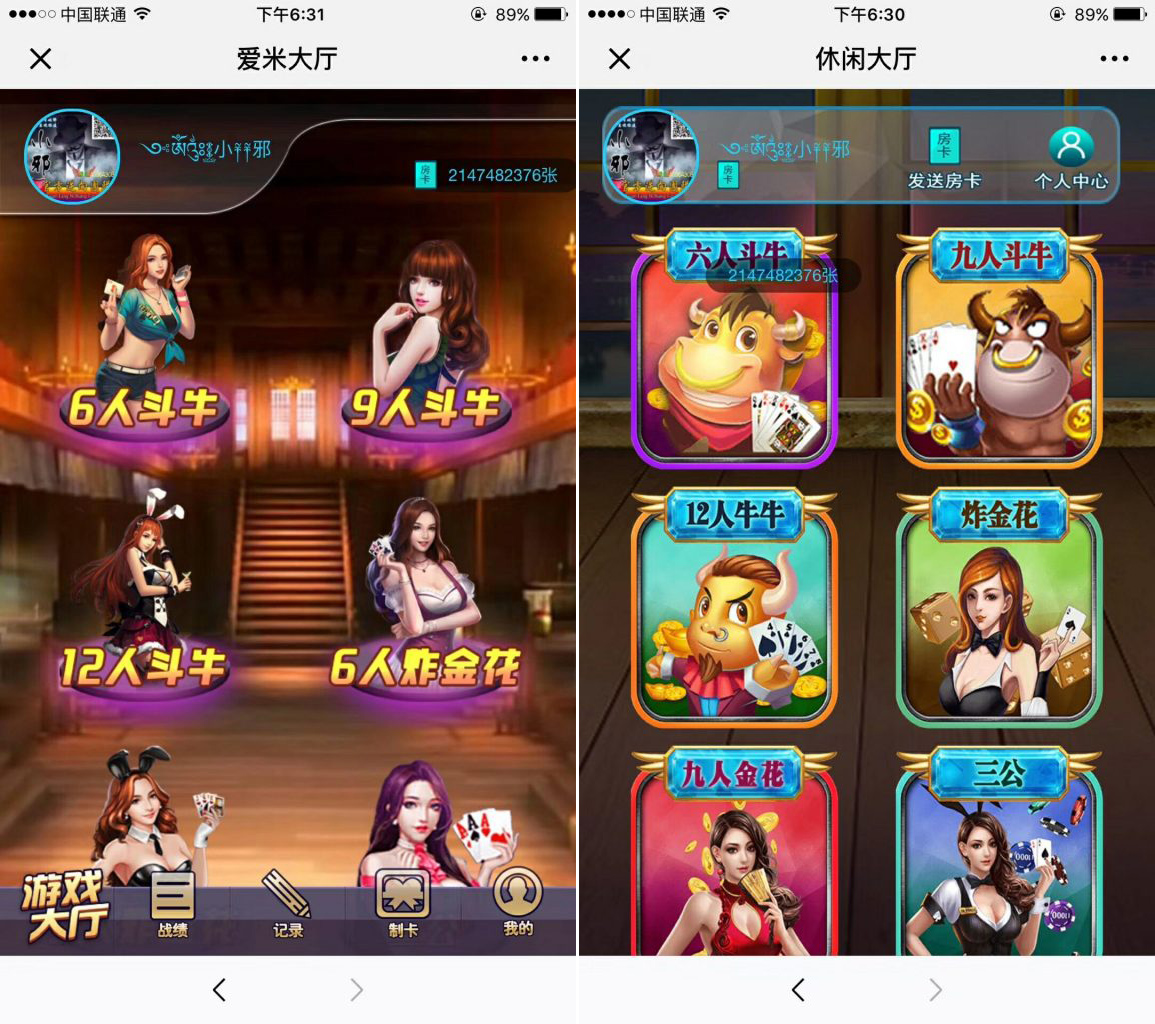 中国联通
下午6:31
89%
爱米大厅
小邪
房卡
2147482376张
6人斗牛
9人斗牛
12人斗牛
6人炸金花
游戏大厅
战绩
记录
制卡
我的
中国联通
下午6:30
89%
休闲大厅
小邪
房卡
房卡
发送房卡
个人中心
2147482376张
六人斗牛
九人斗牛
12人牛牛
炸金花
九人金花
三公